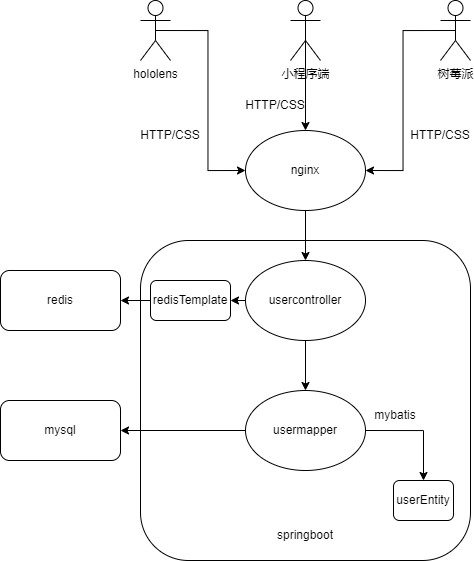 hololens
小程序端
树莓派
HTTP/CSS
HTTP/CSS
HTTP/CSS
nginx
redis
redisTemplate
usercontroller
mysql
usermapper
mybatis
userEntity
springboot